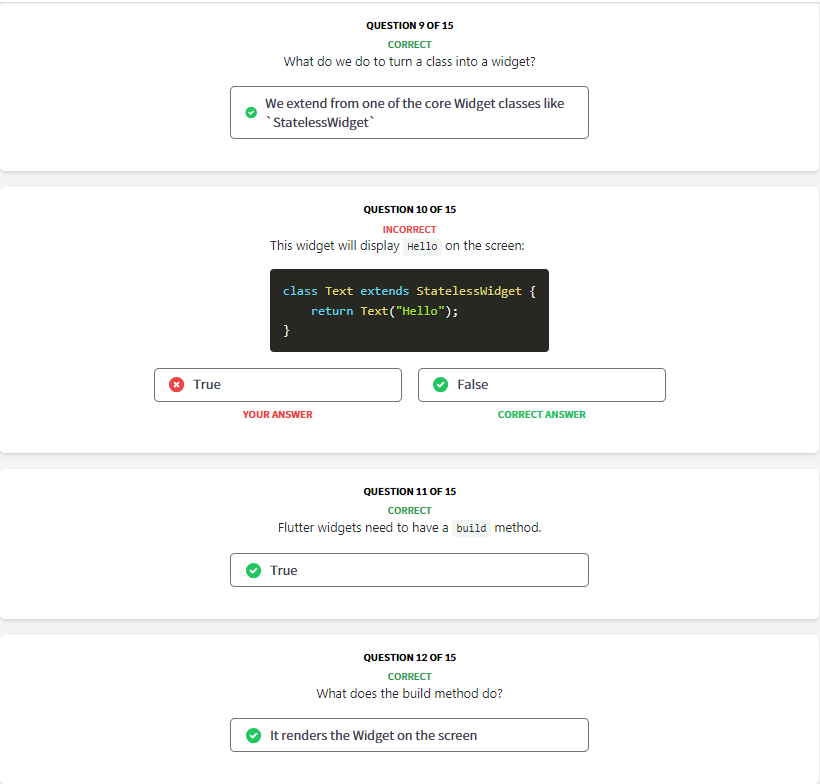 QUESTION 9 OF 15
CORRECT
What do we do to turn a class into a widget?
We extend from one of the core Widget classes like
`StatelessWidget`
QUESTION 10 OF 15
INCORRECT
This widget will display Hello on the screen:
class Text extends StatelessWidget {
    return Text("Hello");
}
True
False
YOUR ANSWER
CORRECT ANSWER
QUESTION 11 OF 15
CORRECT
Flutter widgets need to have a build method.
True
QUESTION 12 OF 15
CORRECT
What does the build method do?
It renders the Widget on the screen